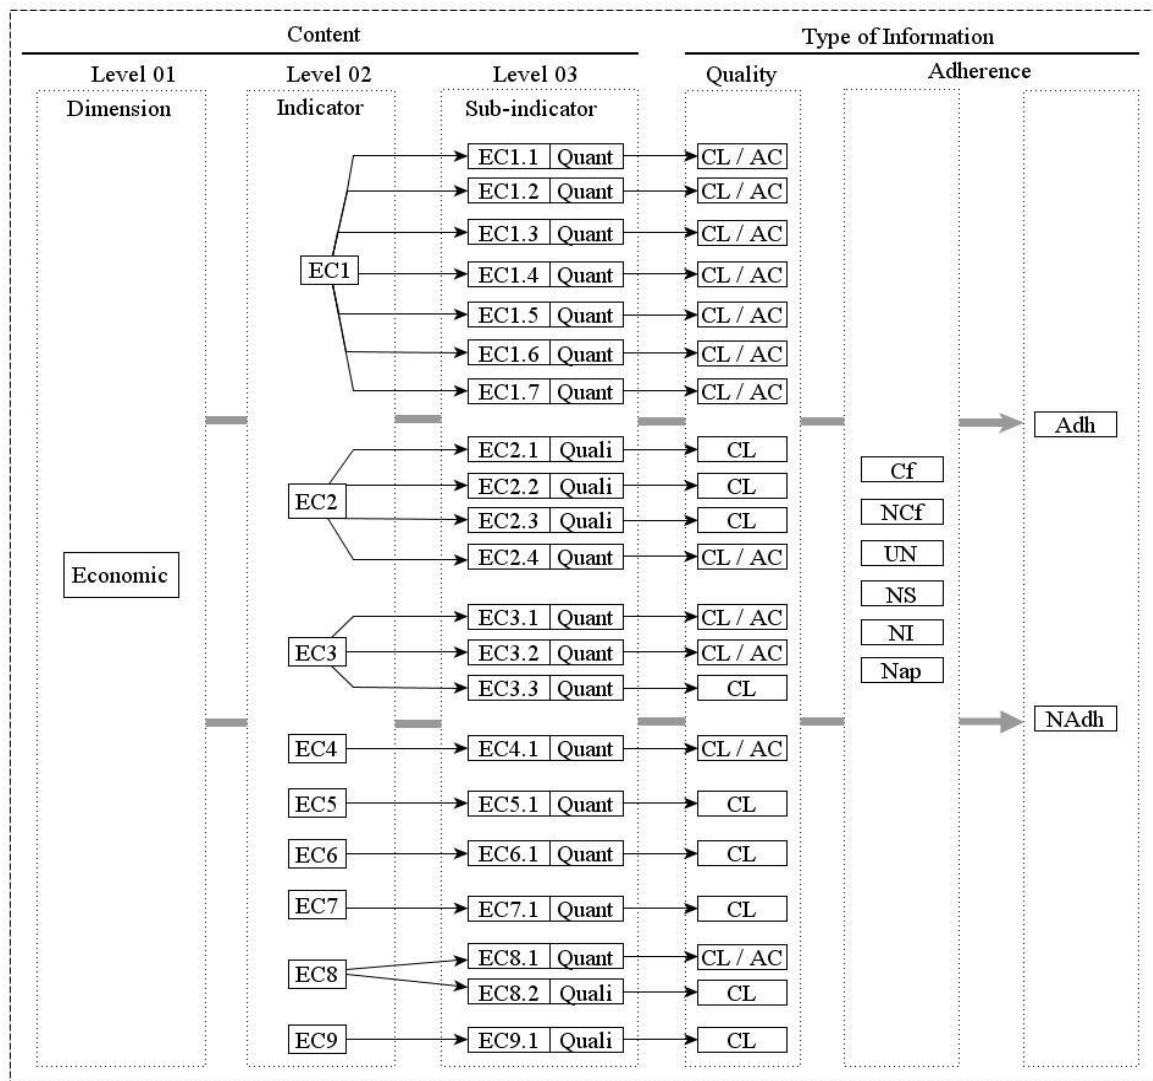 Content
Type of Information
Level 01
Level 02
Level 03
Quality
Adherence
Dimension
Indicator
Sub-indicator
EC1.1 Quant CL / AC
EC1.2 Quant CL / AC
EC1.3 Quant CL / AC
EC1 EC1.4 Quant CL / AC
EC1.5 Quant CL / AC
EC1.6 Quant CL / AC
EC1.7 Quant CL / AC
Adh
EC2.1 Quali CL
Cf
EC2 EC2.2 Quali CL
NCf
EC2.3 Quali CL
UN
EC2.4 Quant CL / AC
Economic
NS
EC3.1 Quant CL / AC
NI
EC3 EC3.2 Quant CL / AC
Nap
EC3.3 Quant CL
NAdh
EC4 EC4.1 Quant CL / AC
EC5 EC5.1 Quant CL
EC6 EC6.1 Quant CL
EC7 EC7.1 Quant CL
EC8 EC8.1 Quant CL / AC
EC8.2 Quali CL
EC9 EC9.1 Quali CL